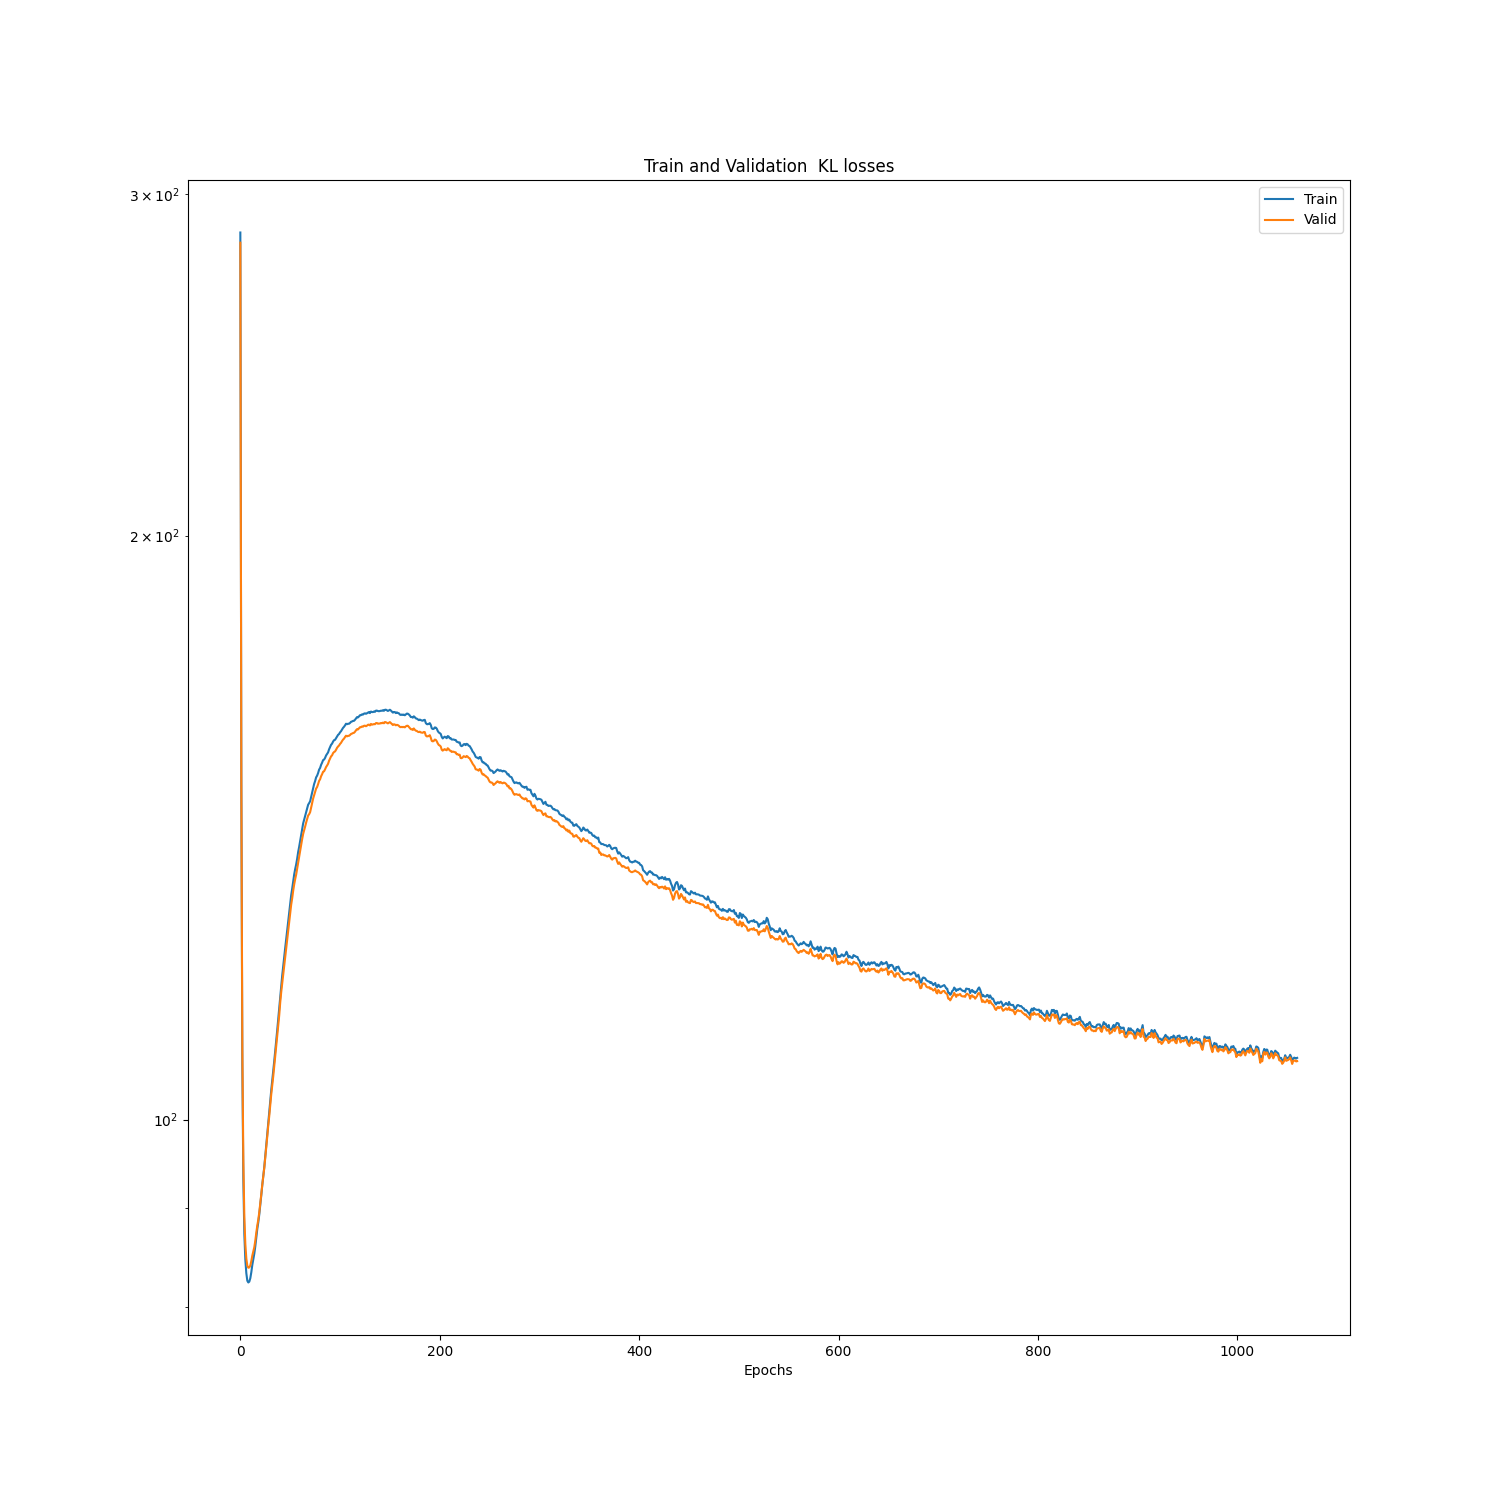 Train and Validation  KL losses
Train
Valid
3 × 10²
2 × 10²
10²
0 200 400 600 800 1000
Epochs